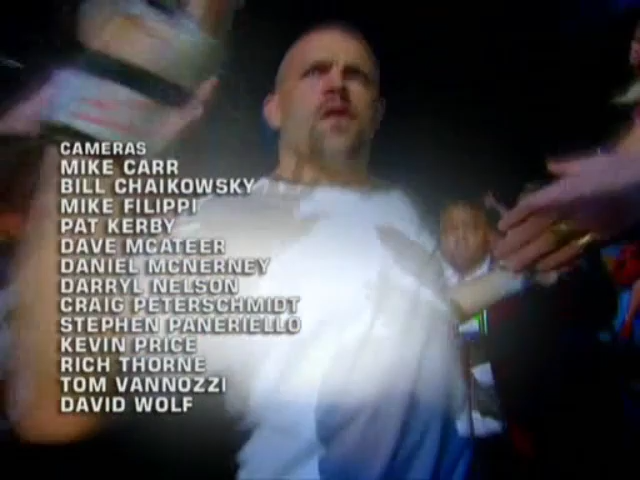 CAMERAS
MIKE CARR
BILL CHAIKOWSKY
MIKE FILIPPI
PAT KERBY
DAVE MCATEER
DANIEL MCNERNEY
DARRYL NELSON
CRAIG PETERSCHMIDT
STEPHEN PANERIELLO
KEVIN PRICE
RICH THORNE
TOM VANNOZZI
DAVID WOLF